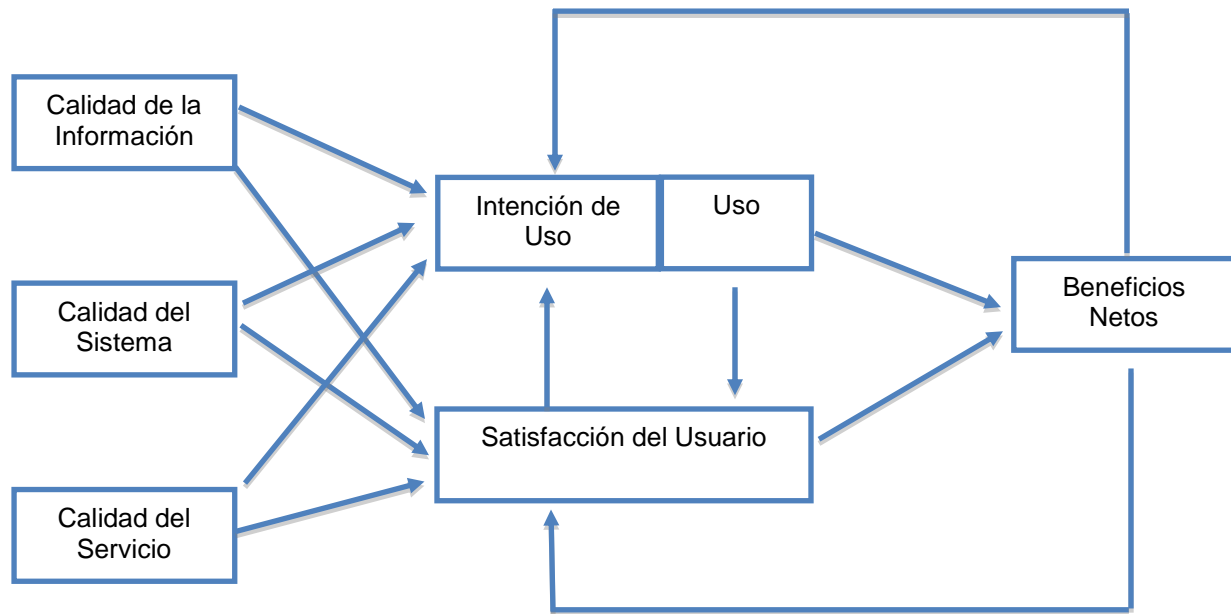 Calidad de la
Información
Intención de
Uso
Uso
Calidad del
Sistema
Beneficios
Netos
Satisfacción del Usuario
Calidad del
Servicio